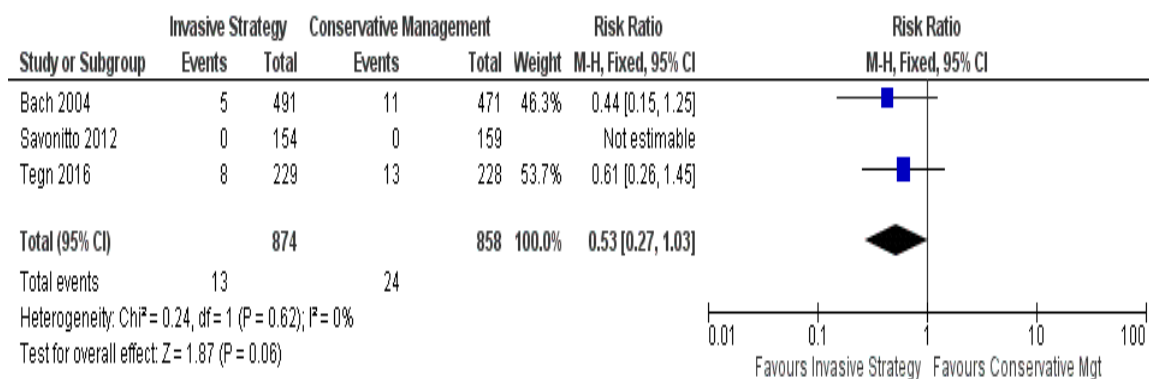 Invasive Strategy Conservative Management Risk Ratio Risk Ratio
Study or Subgroup Events Total Events Total Weight M-H, Fixed, 95% CI M-H, Fixed, 95% CI
Bach 2004 5 491 11 471 46.3% 0.44 [0.15, 1.25]
Savonitto 2012 0 154 0 159 Not estimable
Tegn 2016 8 229 13 228 53.7% 0.61 [0.26, 1.45]
Total (95% CI) 874 858 100.0% 0.53 [0.27, 1.03]
Total events 13 24
Heterogeneity: Chi² = 0.24, df = 1 (P = 0.62); I² = 0%
Test for overall effect: Z = 1.87 (P = 0.06)
0.01 0.1 1 10 100
Favours Invasive Strategy Favours Conservative Mgt